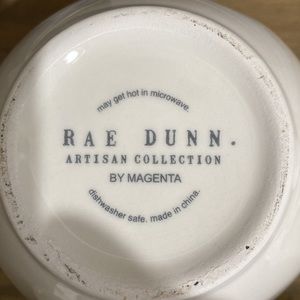 may get hot in microwave.
RAE DUNN.
ARTISAN COLLECTION
BY MAGENTA
dishwasher safe. made in china.